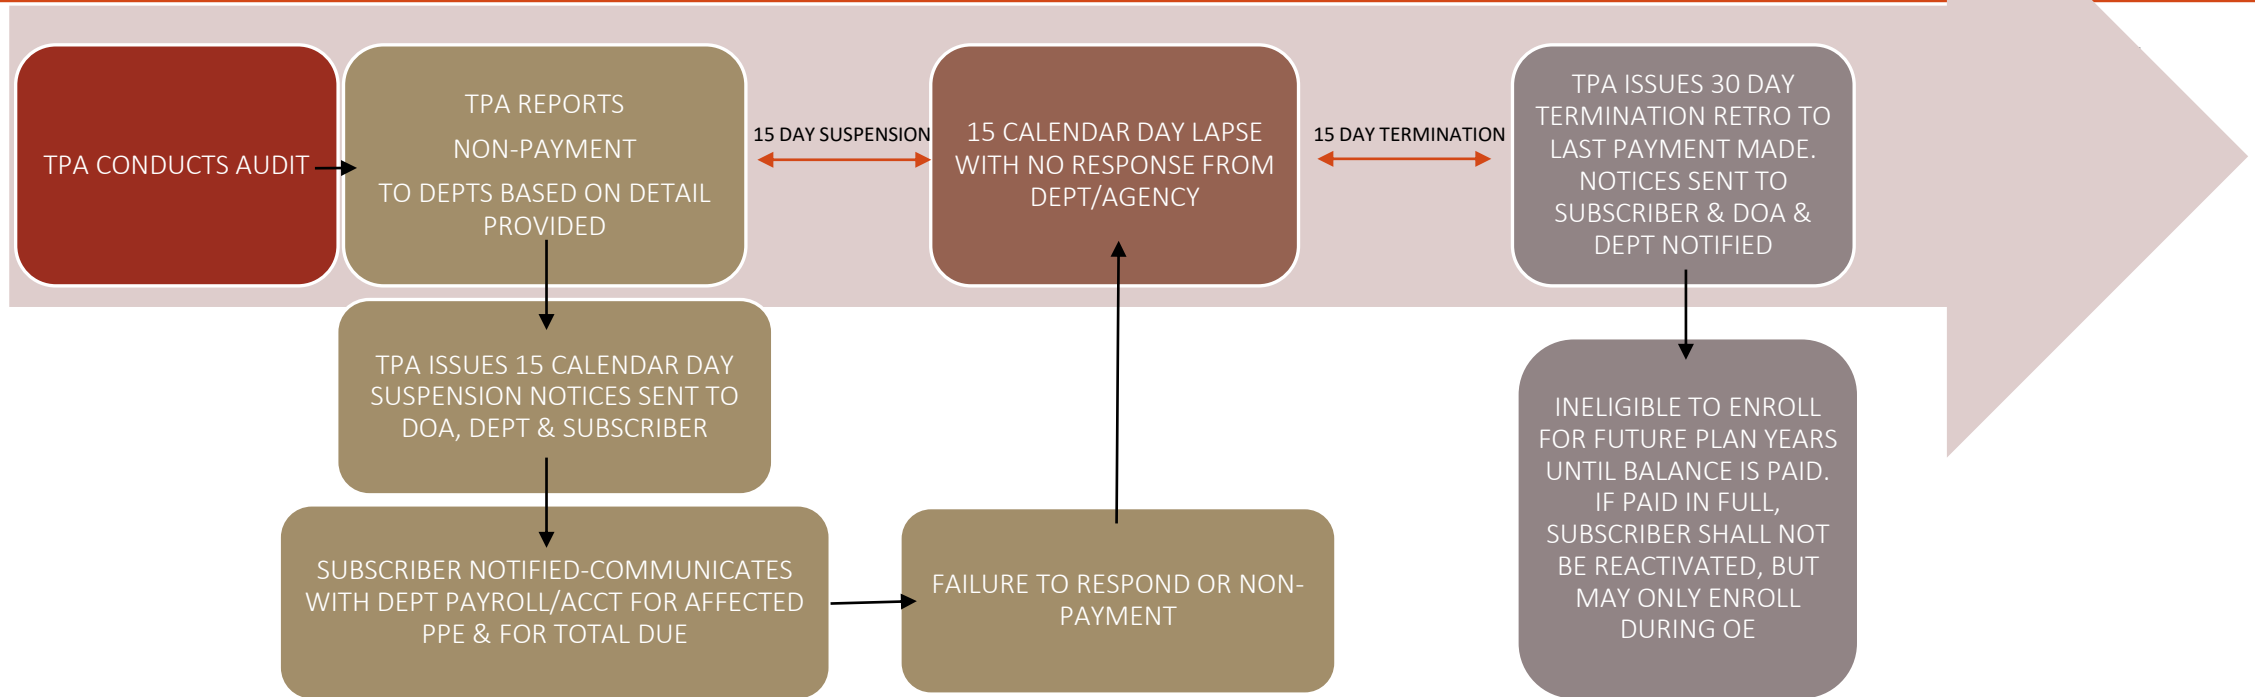 TPA CONDUCTS AUDIT
TPA REPORTS
NON-PAYMENT
TO DEPTS BASED ON DETAIL
PROVIDED
15 DAY SUSPENSION
15 CALENDAR DAY LAPSE
WITH NO RESPONSE FROM
DEPT/AGENCY
15 DAY TERMINATION
TPA ISSUES 30 DAY
TERMINATION RETRO TO
LAST PAYMENT MADE.
NOTICES SENT TO
SUBSCRIBER & DOA &
DEPT NOTIFIED
TPA ISSUES 15 CALENDAR DAY
SUSPENSION NOTICES SENT TO
DOA, DEPT & SUBSCRIBER
SUBSCRIBER NOTIFIED-COMMUNICATES
WITH DEPT PAYROLL/ACCT FOR AFFECTED
PPE & FOR TOTAL DUE
FAILURE TO RESPOND OR NON-
PAYMENT
INELIGIBLE TO ENROLL
FOR FUTURE PLAN YEARS
UNTIL BALANCE IS PAID.
IF PAID IN FULL,
SUBSCRIBER SHALL NOT
BE REACTIVATED, BUT
MAY ONLY ENROLL
DURING OE